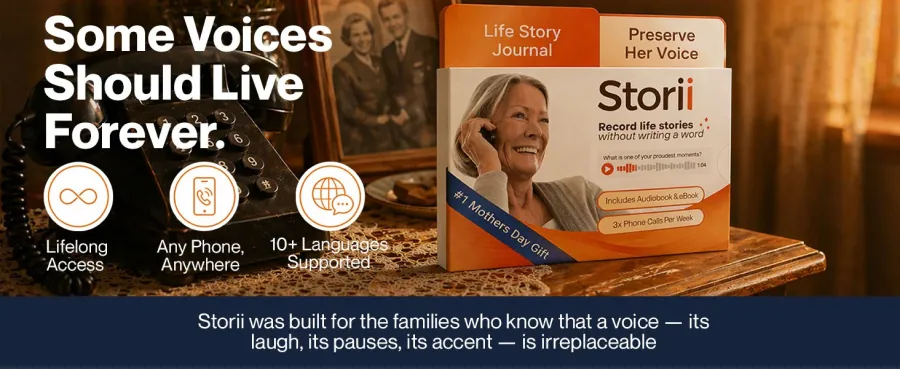 Some Voices
Should Live
Forever.
Lifelong
Access
Any Phone,
Anywhere
10+ Languages
Supported
Life Story
Journal
Preserve
Her Voice
Storii
Record life stories
without writing a word
What is one of your proudest moments?
1:04
Includes Audiobook & eBook
3x Phone Calls Per Week
#1 Mothers Day Gift
Storii was built for the families who know that a voice — its
laugh, its pauses, its accent — is irreplaceable